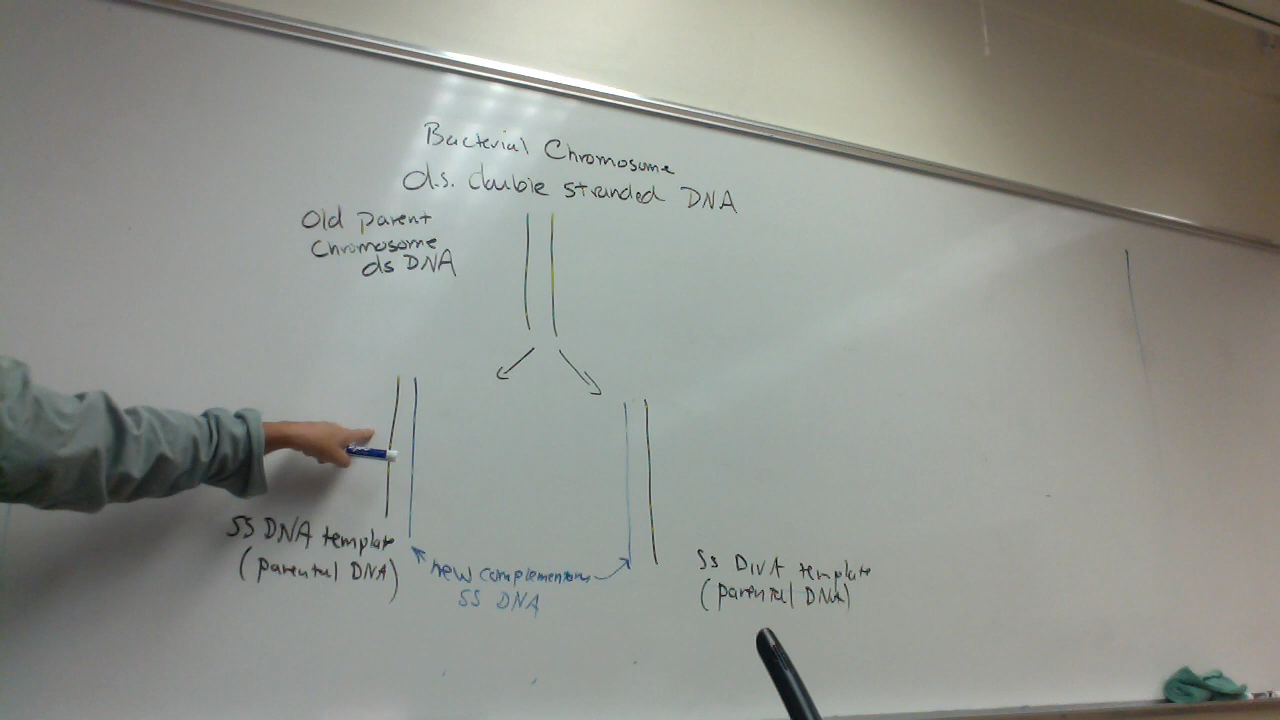 Bacterial Chromosome
d.s. double stranded DNA
Old parent
Chromosome
ds DNA
SS DNA template
(parental DNA)
new complementary
SS DNA
SS DNA template
(parental DNA)